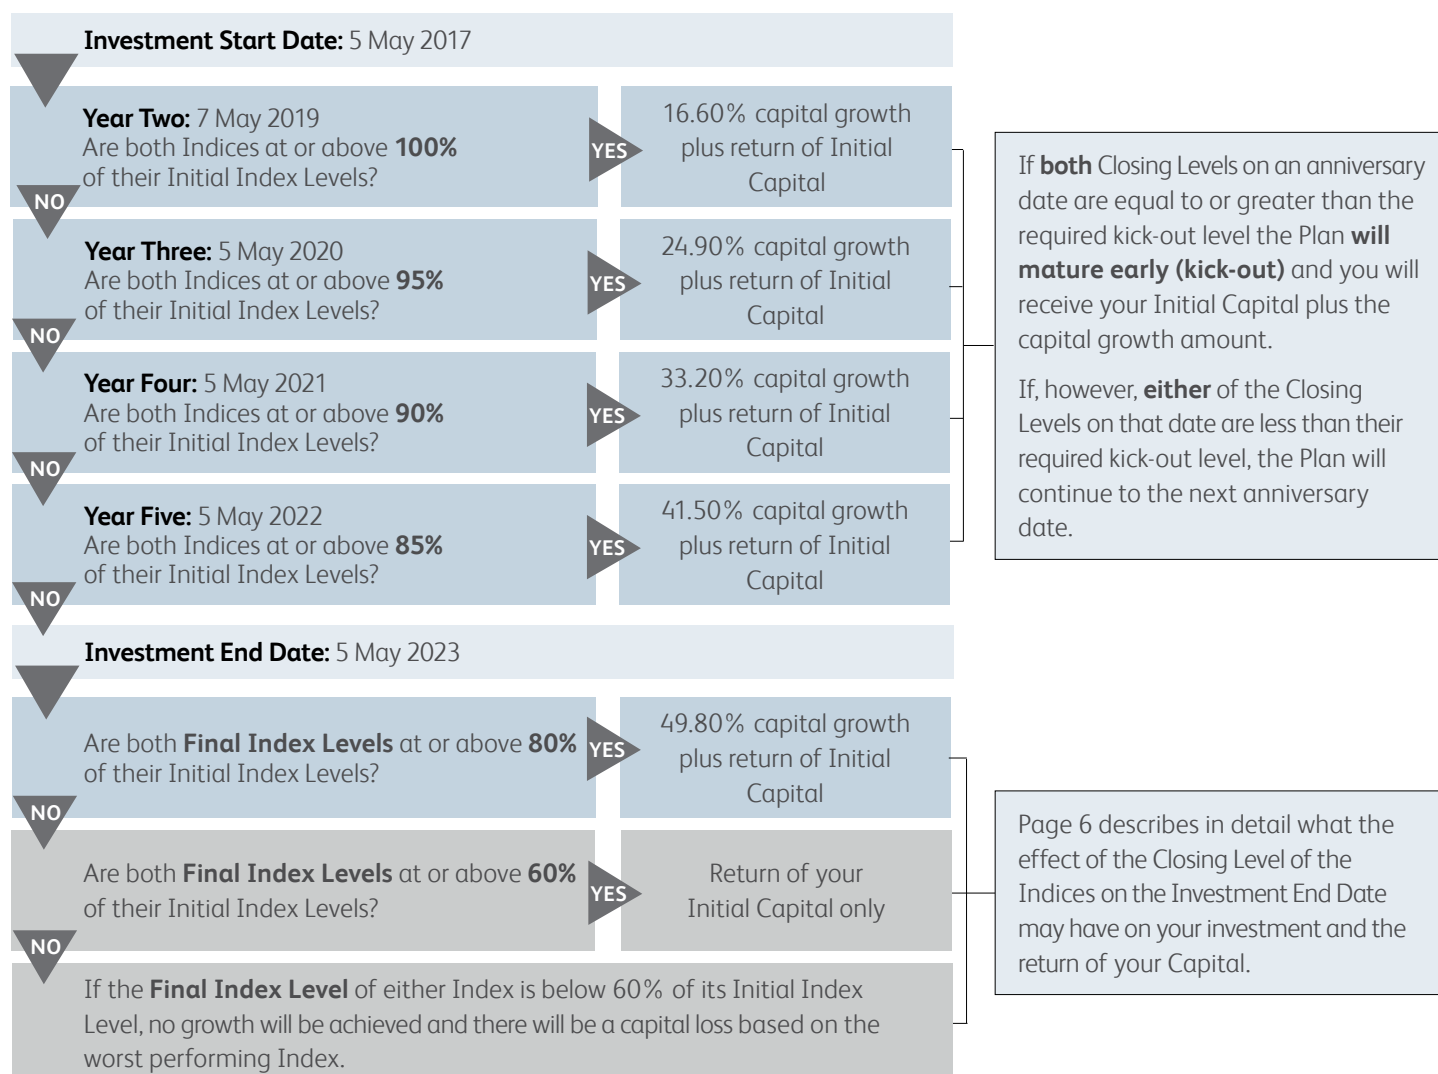 Investment Start Date: 5 May 2017
Year Two: 7 May 2019
Are both Indices at or above 100%
of their Initial Index Levels?
YES
16.60% capital growth
plus return of Initial
Capital
NO
Year Three: 5 May 2020
Are both Indices at or above 95%
of their Initial Index Levels?
YES
24.90% capital growth
plus return of Initial
Capital
NO
Year Four: 5 May 2021
Are both Indices at or above 90%
of their Initial Index Levels?
YES
33.20% capital growth
plus return of Initial
Capital
NO
Year Five: 5 May 2022
Are both Indices at or above 85%
of their Initial Index Levels?
YES
41.50% capital growth
plus return of Initial
Capital
NO
If both Closing Levels on an anniversary
date are equal to or greater than the
required kick-out level the Plan will
mature early (kick-out) and you will
receive your Initial Capital plus the
capital growth amount.
If, however, either of the Closing
Levels on that date are less than their
required kick-out level, the Plan will
continue to the next anniversary
date.
Investment End Date: 5 May 2023
Are both Final Index Levels at or above 80%
of their Initial Index Levels?
YES
49.80% capital growth
plus return of Initial
Capital
NO
Are both Final Index Levels at or above 60%
of their Initial Index Levels?
YES
Return of your
Initial Capital only
NO
If the Final Index Level of either Index is below 60% of its Initial Index
Level, no growth will be achieved and there will be a capital loss based on the
worst performing Index.
Page 6 describes in detail what the
effect of the Closing Level of the
Indices on the Investment End Date
may have on your investment and the
return of your Capital.